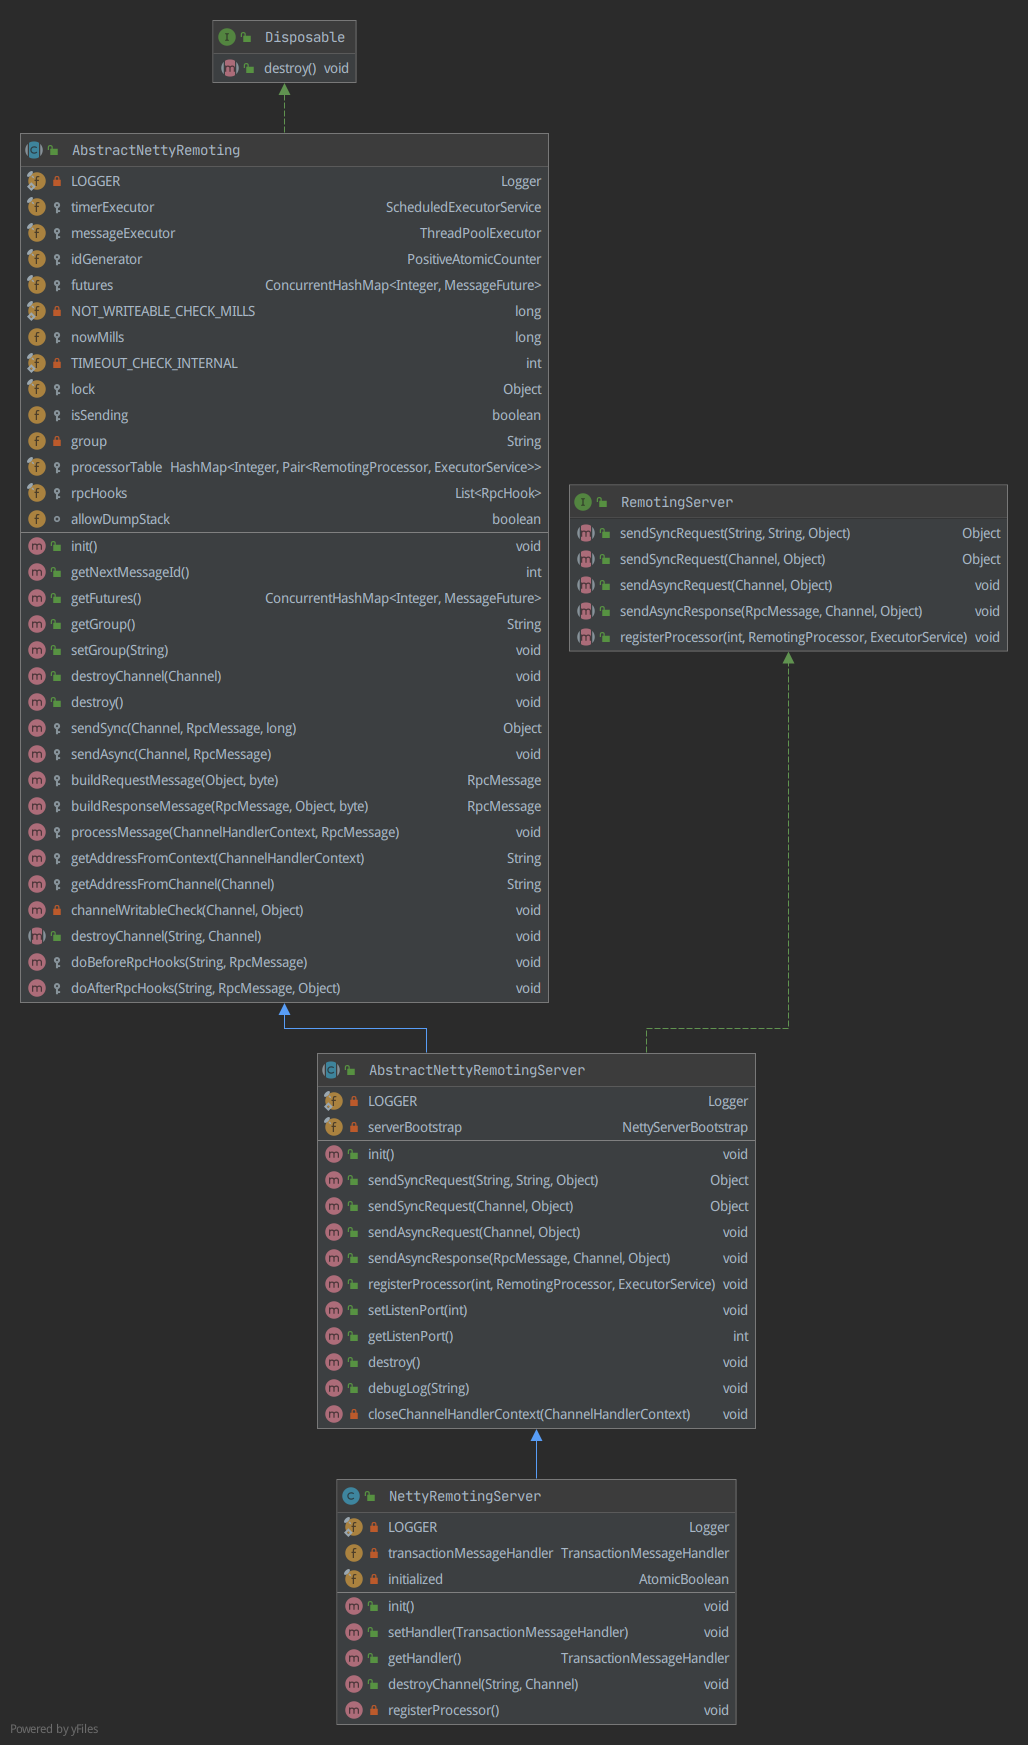 Disposable
destroy() void
AbstractNettyRemoting
LOGGER Logger
timerExecutor ScheduledExecutorService
messageExecutor ThreadPoolExecutor
idGenerator PositiveAtomicCounter
futures ConcurrentHashMap<Integer, MessageFuture>
NOT_WRITEABLE_CHECK_MILLS long
nowMills long
TIMEOUT_CHECK_INTERNAL int
lock Object
isSending boolean
group String
processorTable HashMap<Integer, Pair<RemotingProcessor, ExecutorService>>
rpcHooks List<RpcHook>
allowDumpStack boolean
init() void
getNextMessageId() int
getFutures() ConcurrentHashMap<Integer, MessageFuture>
getGroup() String
setGroup(String) void
destroyChannel(Channel) void
destroy() void
sendSync(Channel, RpcMessage, long) Object
sendAsync(Channel, RpcMessage) void
buildRequestMessage(Object, byte) RpcMessage
buildResponseMessage(RpcMessage, Object, byte) RpcMessage
processMessage(ChannelHandlerContext, RpcMessage) void
getAddressFromContext(ChannelHandlerContext) String
getAddressFromChannel(Channel) String
channelWritableCheck(Channel, Object) void
destroyChannel(String, Channel) void
doBeforeRpcHooks(String, RpcMessage) void
doAfterRpcHooks(String, RpcMessage, Object) void
RemotingServer
sendSyncRequest(String, String, Object) Object
sendSyncRequest(Channel, Object) Object
sendAsyncRequest(Channel, Object) void
sendAsyncResponse(RpcMessage, Channel, Object) void
registerProcessor(int, RemotingProcessor, ExecutorService) void
AbstractNettyRemotingServer
LOGGER Logger
serverBootstrap NettyServerBootstrap
init() void
sendSyncRequest(String, String, Object) Object
sendSyncRequest(Channel, Object) Object
sendAsyncRequest(Channel, Object) void
sendAsyncResponse(RpcMessage, Channel, Object) void
registerProcessor(int, RemotingProcessor, ExecutorService) void
setListenPort(int) void
getListenPort() int
destroy() void
debugLog(String) void
closeChannelHandlerContext(ChannelHandlerContext) void
NettyRemotingServer
LOGGER Logger
transactionMessageHandler TransactionMessageHandler
initialized AtomicBoolean
init() void
setHandler(TransactionMessageHandler) void
getHandler() TransactionMessageHandler
destroyChannel(String, Channel) void
registerProcessor() void
Powered by yFiles